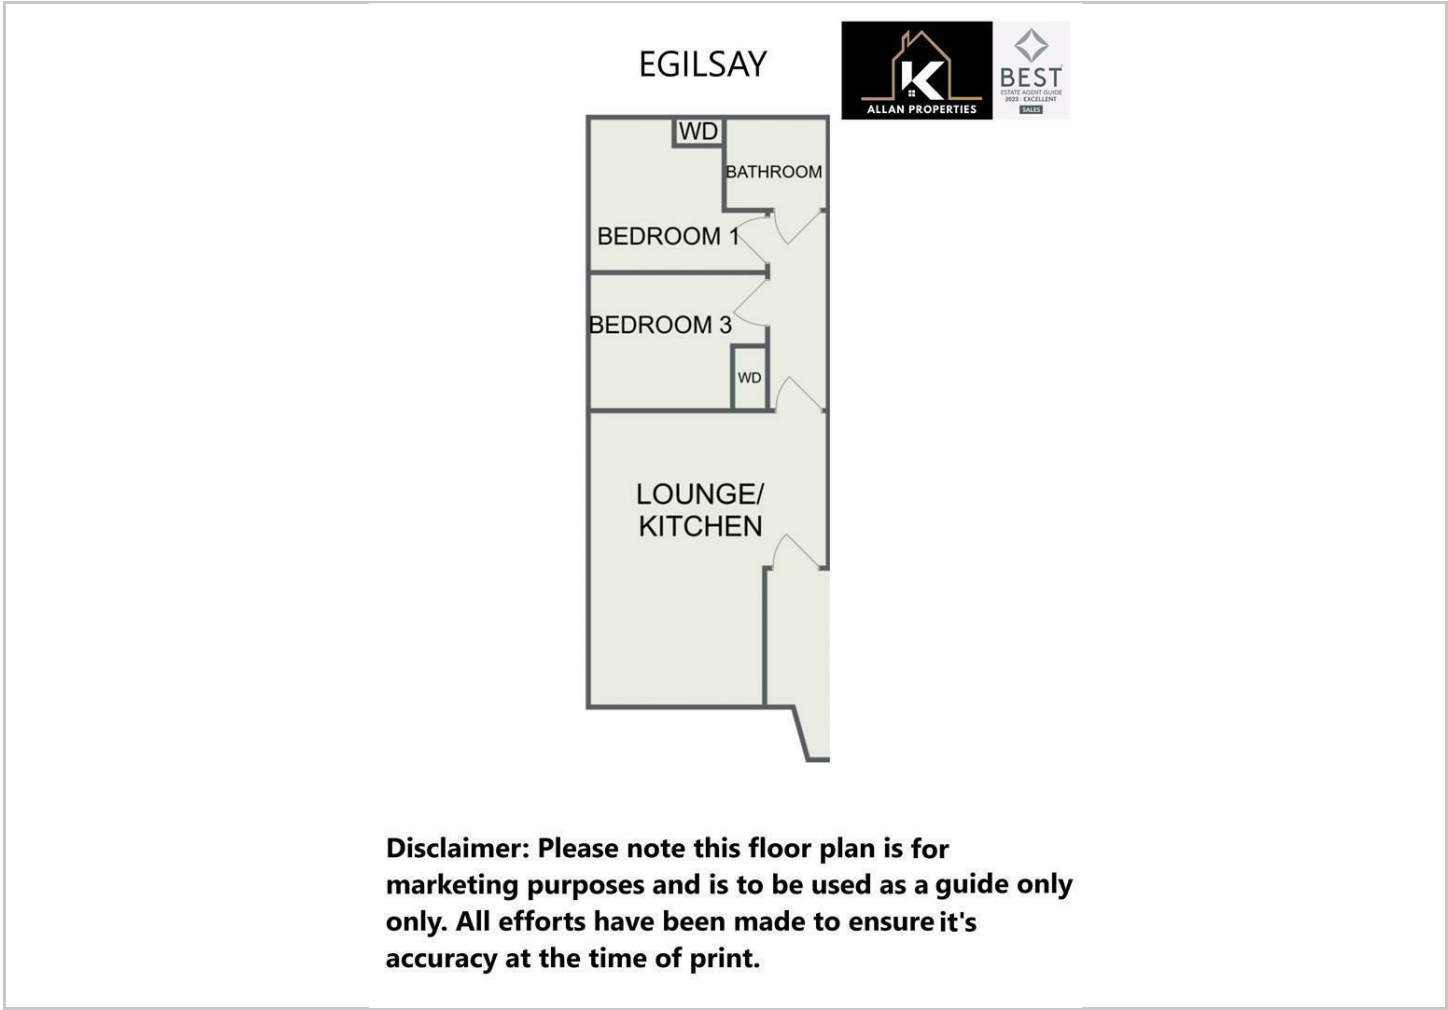 EGILSAY
K
ALLAN PROPERTIES
BEST
ESTATE AGENT GUIDE
2023 : EXCELLENT
SALES
WD
BATHROOM
BEDROOM 1
BEDROOM 3
WD
LOUNGE/
KITCHEN
Disclaimer: Please note this floor plan is for
marketing purposes and is to be used as a guide only
only. All efforts have been made to ensure it's
accuracy at the time of print.